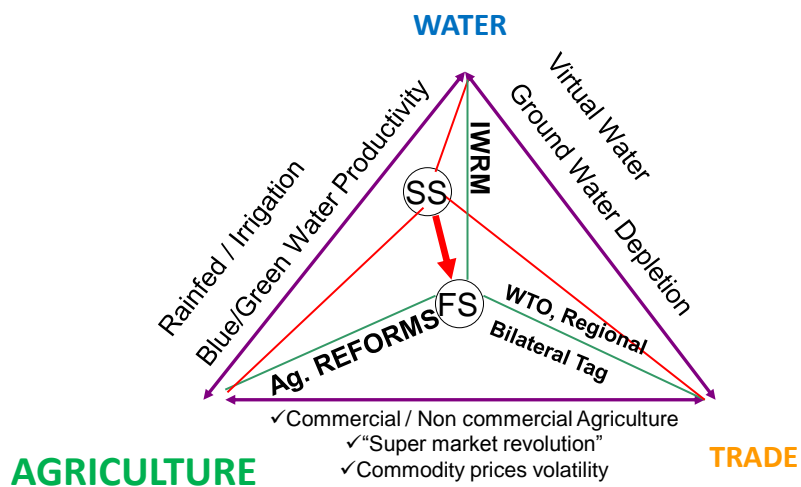 WATER
Virtual Water
Ground Water Depletion
Rainfed / Irrigation
Blue/Green Water Productivity
IWRM
SS
FS
WTO, Regional
Bilateral Tag
Ag. REFORMS
✓Commercial / Non commercial Agriculture
✓“Super market revolution”
✓Commodity prices volatility
AGRICULTURE
TRADE